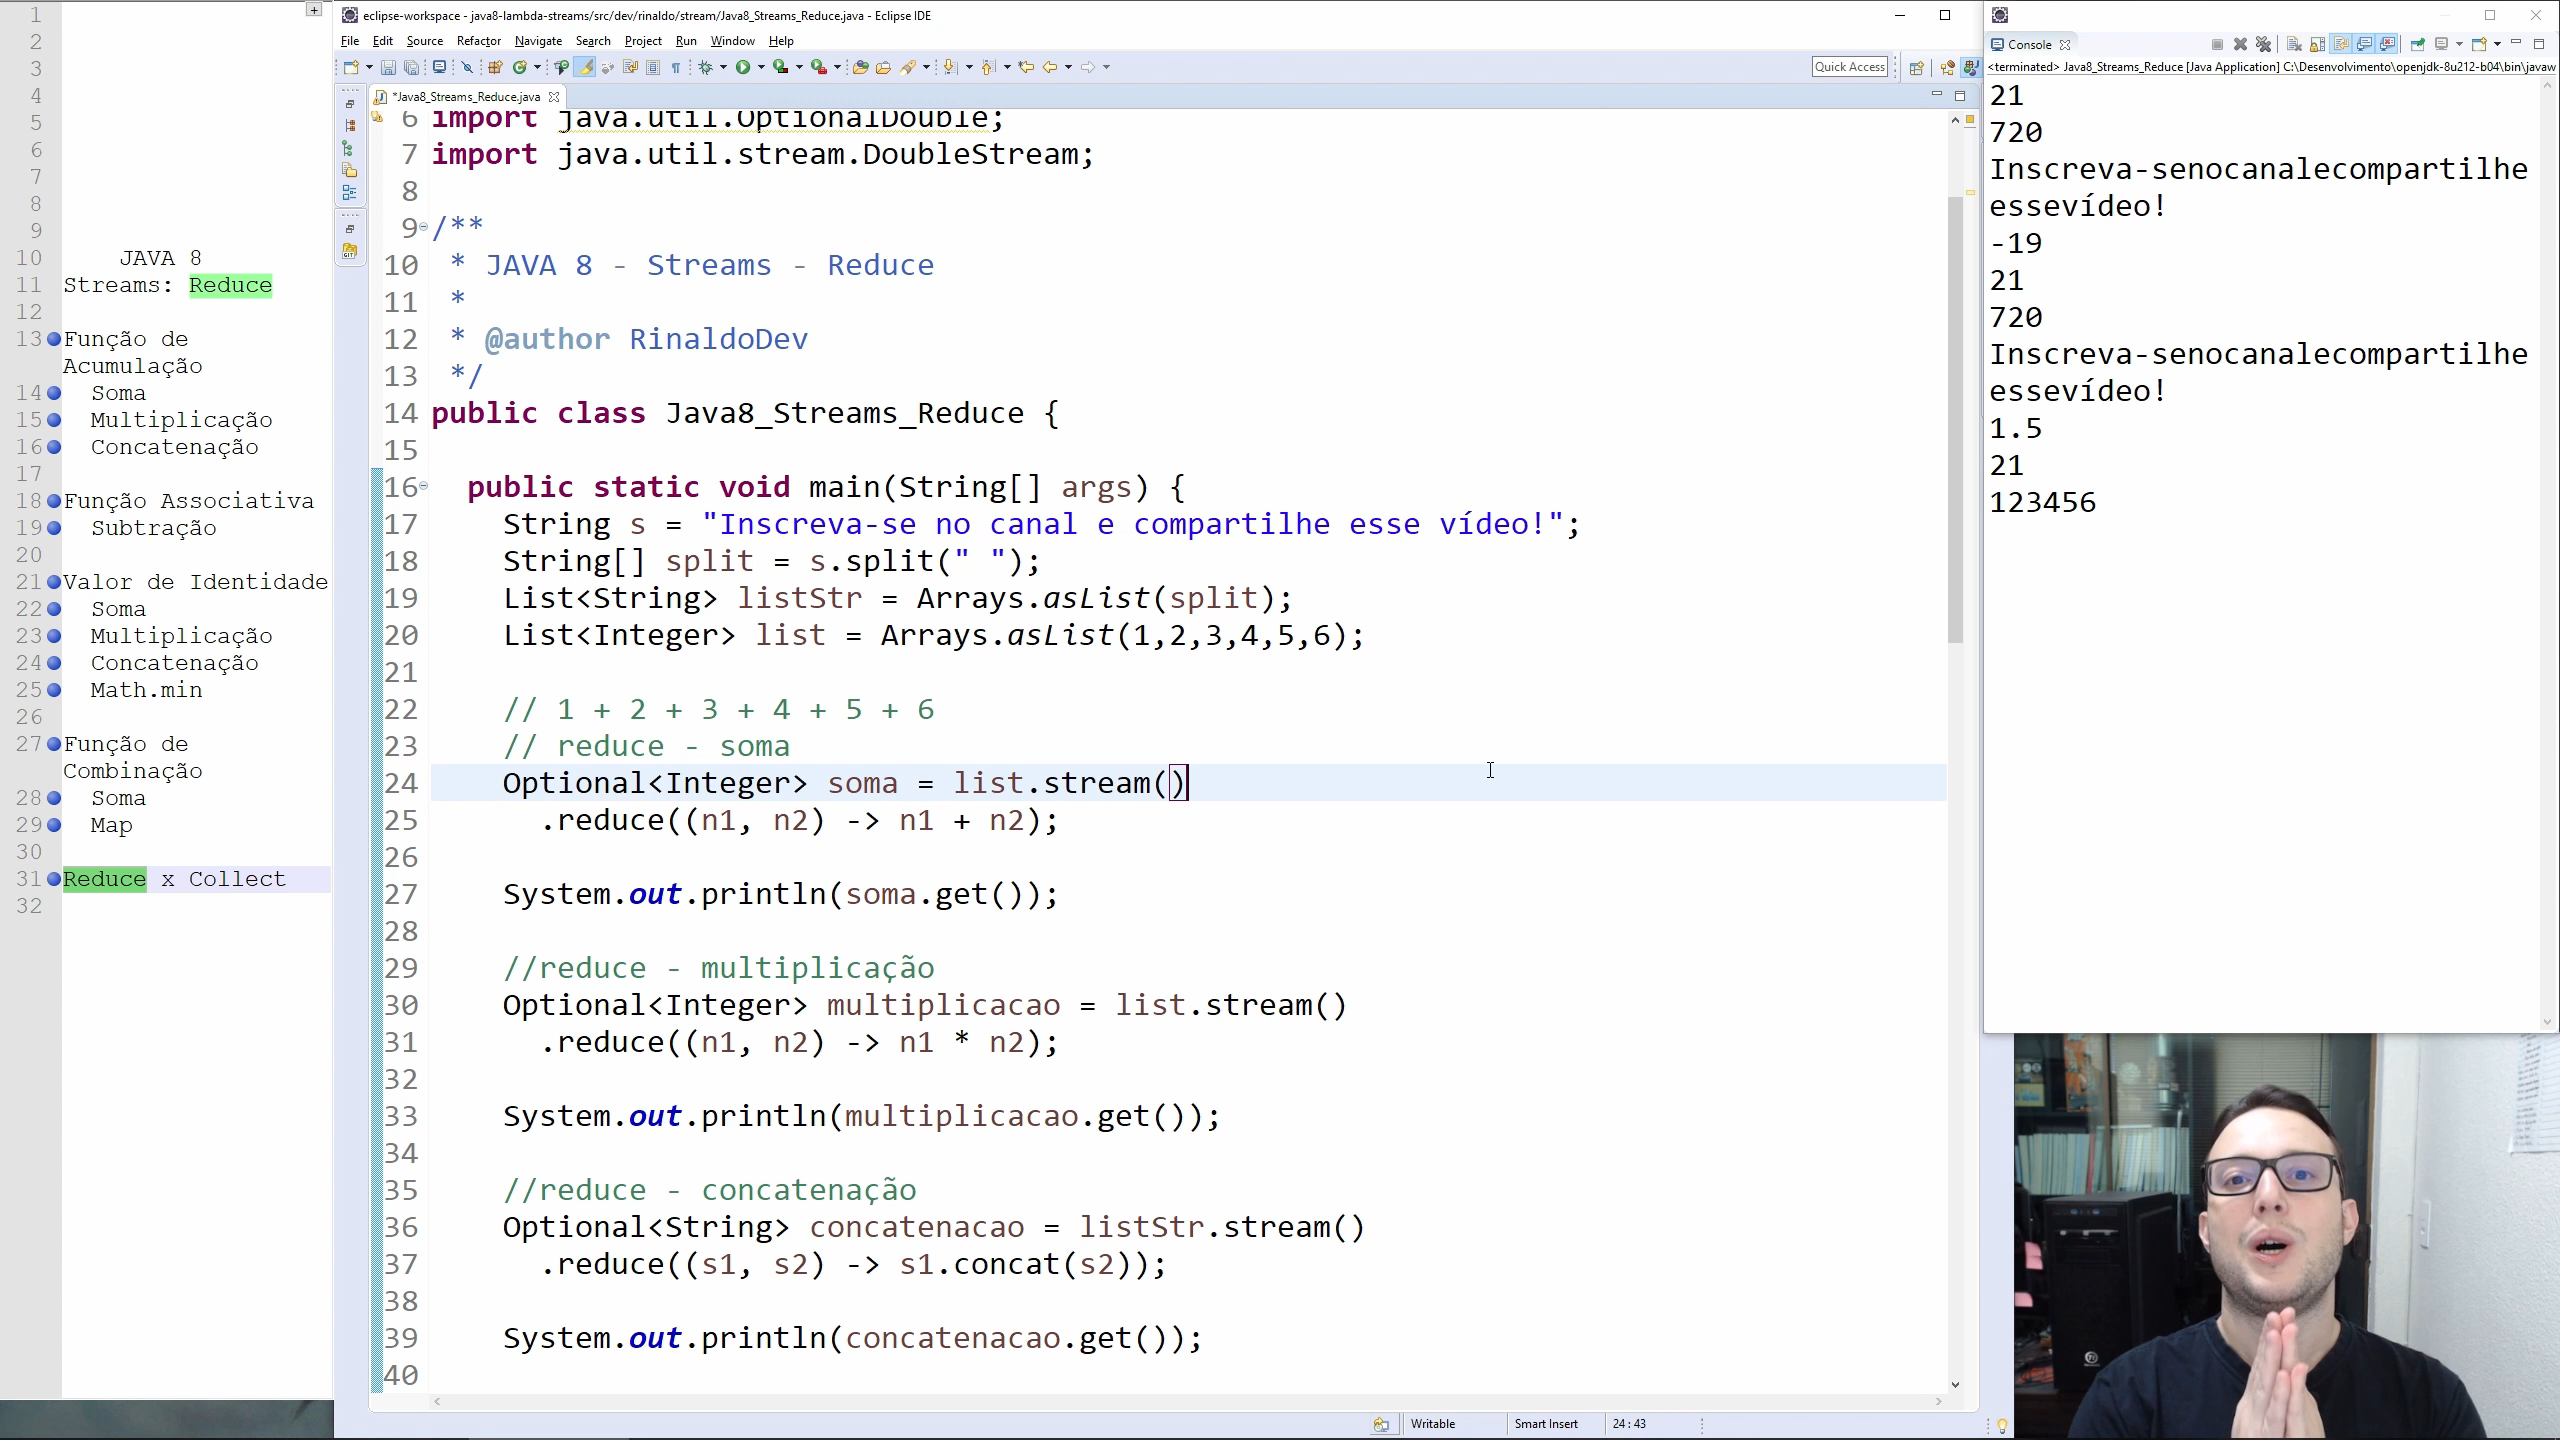 1
2
3
4
5
6
7
8
9
10 JAVA 8
11 Streams: Reduce
12
13 Função de
Acumulação
14 Soma
15 Multiplicação
16 Concatenação
17
18 Função Associativa
19 Subtração
20
21 Valor de Identidade
22 Soma
23 Multiplicação
24 Concatenação
25 Math.min
26
27 Função de
Combinação
28 Soma
29 Map
30
31 Reduce x Collect
32
eclipse-workspace - java8-lambda-streams/src/dev/rinaldo/stream/Java8_Streams_Reduce.java - Eclipse IDE
File Edit Source Refactor Navigate Search Project Run Window Help
Quick Access
*Java8_Streams_Reduce.java
6 import java.util.OptionalDouble;
7 import java.util.stream.DoubleStream;
8
9 /**
10 * JAVA 8 - Streams - Reduce
11 *
12 * @author RinaldoDev
13 */
14 public class Java8_Streams_Reduce {
15
16 public static void main(String[] args) {
17 String s = "Inscreva-se no canal e compartilhe esse vídeo!";
18 String[] split = s.split(" ");
19 List<String> listStr = Arrays.asList(split);
20 List<Integer> list = Arrays.asList(1,2,3,4,5,6);
21
22 // 1 + 2 + 3 + 4 + 5 + 6
23 // reduce - soma
24 Optional<Integer> soma = list.stream()
25 .reduce((n1, n2) -> n1 + n2);
26
27 System.out.println(soma.get());
28
29 //reduce - multiplicação
30 Optional<Integer> multiplicacao = list.stream()
31 .reduce((n1, n2) -> n1 * n2);
32
33 System.out.println(multiplicacao.get());
34
35 //reduce - concatenação
36 Optional<String> concatenacao = listStr.stream()
37 .reduce((s1, s2) -> s1.concat(s2));
38
39 System.out.println(concatenacao.get());
40
Writable Smart Insert 24 : 43
Console
<terminated> Java8_Streams_Reduce [Java Application] C:\Desenvolvimento\openjdk-8u212-b04\bin\javaw
21
720
Inscreva-senocanalecompartilhe
essevídeo!
-19
21
720
Inscreva-senocanalecompartilhe
essevídeo!
1.5
21
123456